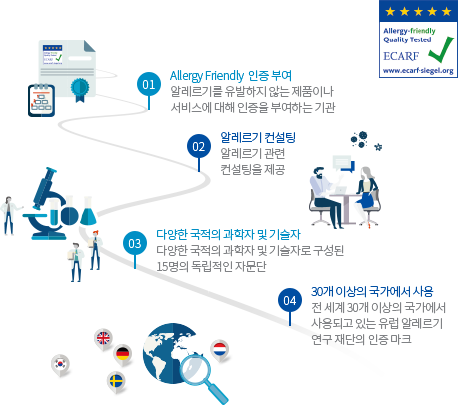 Allergy-friendly
Quality Tested
ECARF
www.ecarf-siegel.org
01
Allergy Friendly 인증 부여
알레르기를 유발하지 않는 제품이나
서비스에 대해 인증을 부여하는 기관
02
알레르기 컨설팅
알레르기 관련
컨설팅을 제공
03
다양한 국적의 과학자 및 기술자
다양한 국적의 과학자 및 기술자로 구성된
15명의 독립적인 자문단
04
30개 이상의 국가에서 사용
전 세계 30개 이상의 국가에서
사용되고 있는 유럽 알레르기
연구 재단의 인증 마크